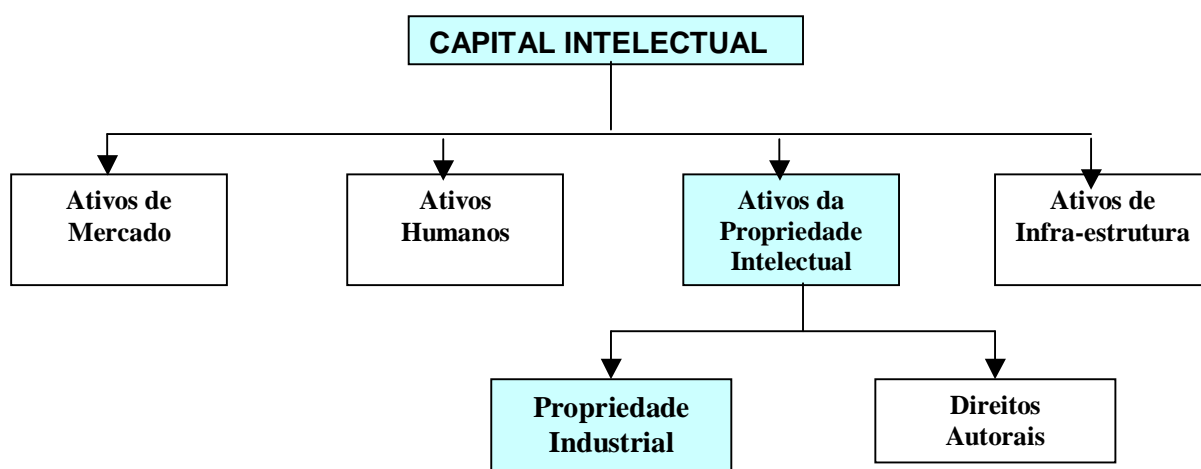 CAPITAL INTELECTUAL
Ativos de
Mercado
Ativos
Humanos
Ativos da
Propriedade
Intelectual
Ativos de
Infra-estrutura
Propriedade
Industrial
Direitos
Autorais